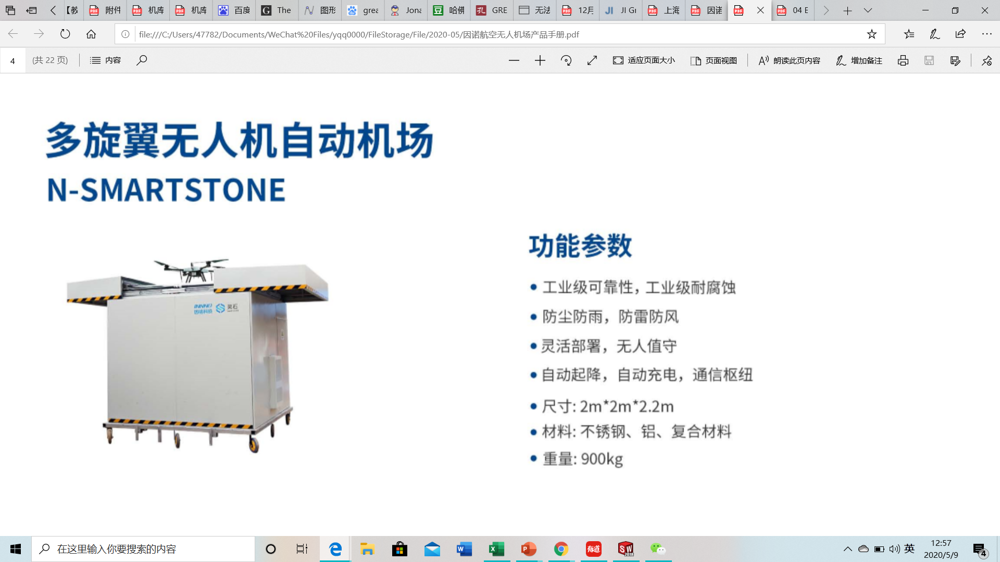 【教
附件
机库
机库
百度
The
图形
grea
Jona
哈佛
GRE
无法
12月
JI Gr
上海
因诺
04 E
file:///C:/Users/47782/Documents/WeChat%20Files/yqq0000/FileStorage/File/2020-05/因诺航空无人机场产品手册.pdf
4
(共 22 页)
内容
适应页面大小
页面视图
朗读此页内容
增加备注
多旋翼无人机自动机场
N-SMARTSTONE
INNNO
因诺科技
灵石
功能参数
工业级可靠性，工业级耐腐蚀
防尘防雨，防雷防风
灵活部署，无人值守
自动起降，自动充电，通信枢纽
尺寸: 2m*2m*2.2m
材料: 不锈钢、铝、复合材料
重量: 900kg
在这里输入你要搜索的内容
有道
SW
2018
英
12:57
2020/5/9
4